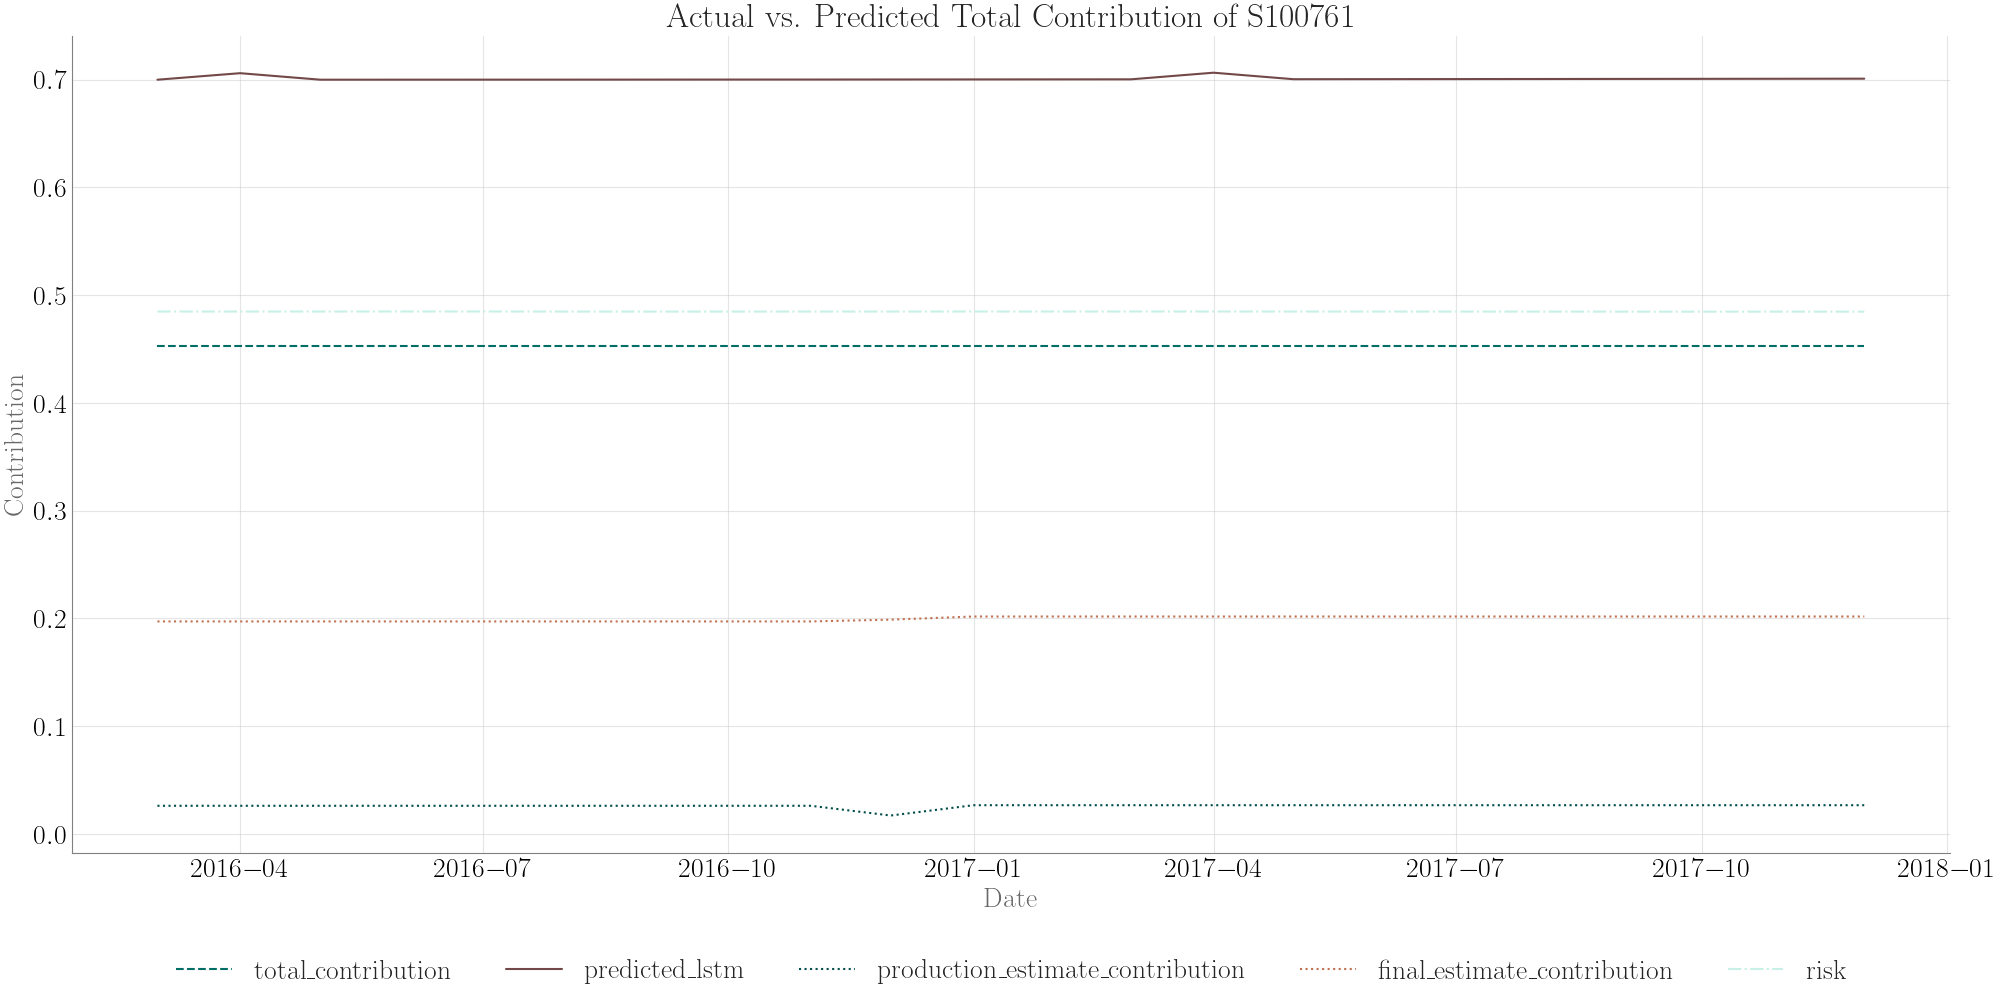 Actual vs. Predicted Total Contribution of S100761
0.7
0.6
0.5
0.4
0.3
0.2
0.1
0.0
Contribution
2016–04 2016–07 2016–10 2017–01 2017–04 2017–07 2017–10 2018–01
Date
total_contribution predicted_lstm production_estimate_contribution final_estimate_contribution risk